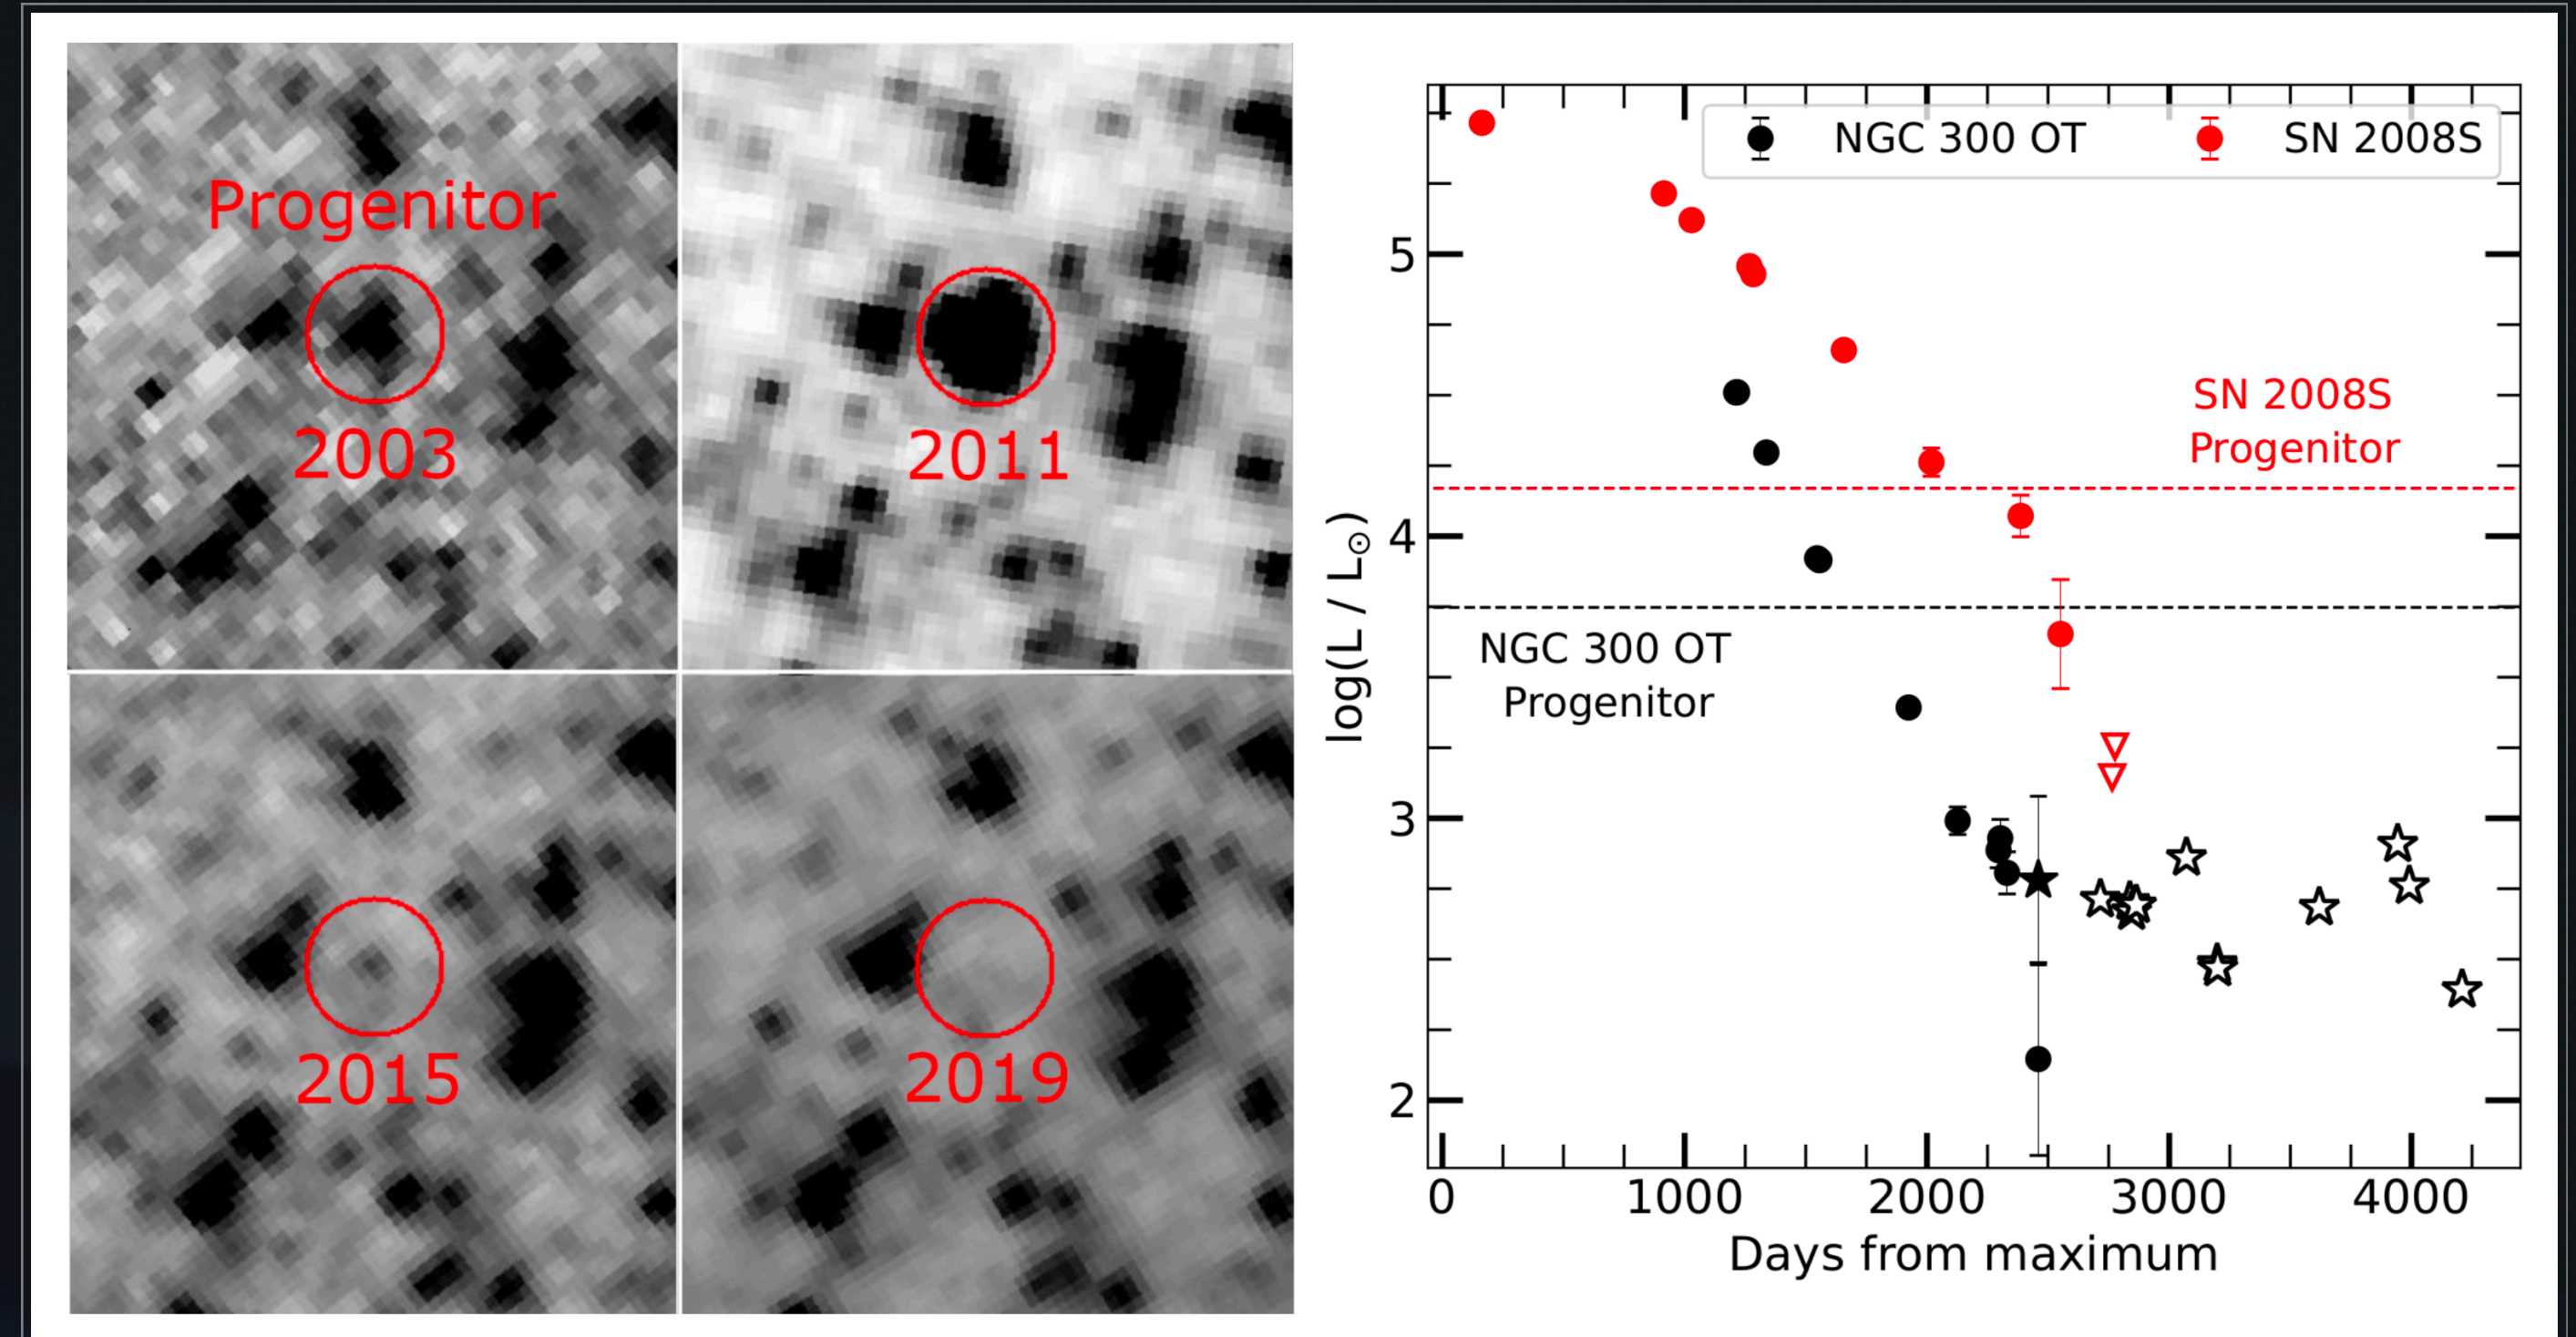 Progenitor
2003
2011
2015
2019
NGC 300 OT
SN 2008S
SN 2008S
Progenitor
NGC 300 OT
Progenitor
log(L / L☉)
5
4
3
2
0 1000 2000 3000 4000
Days from maximum